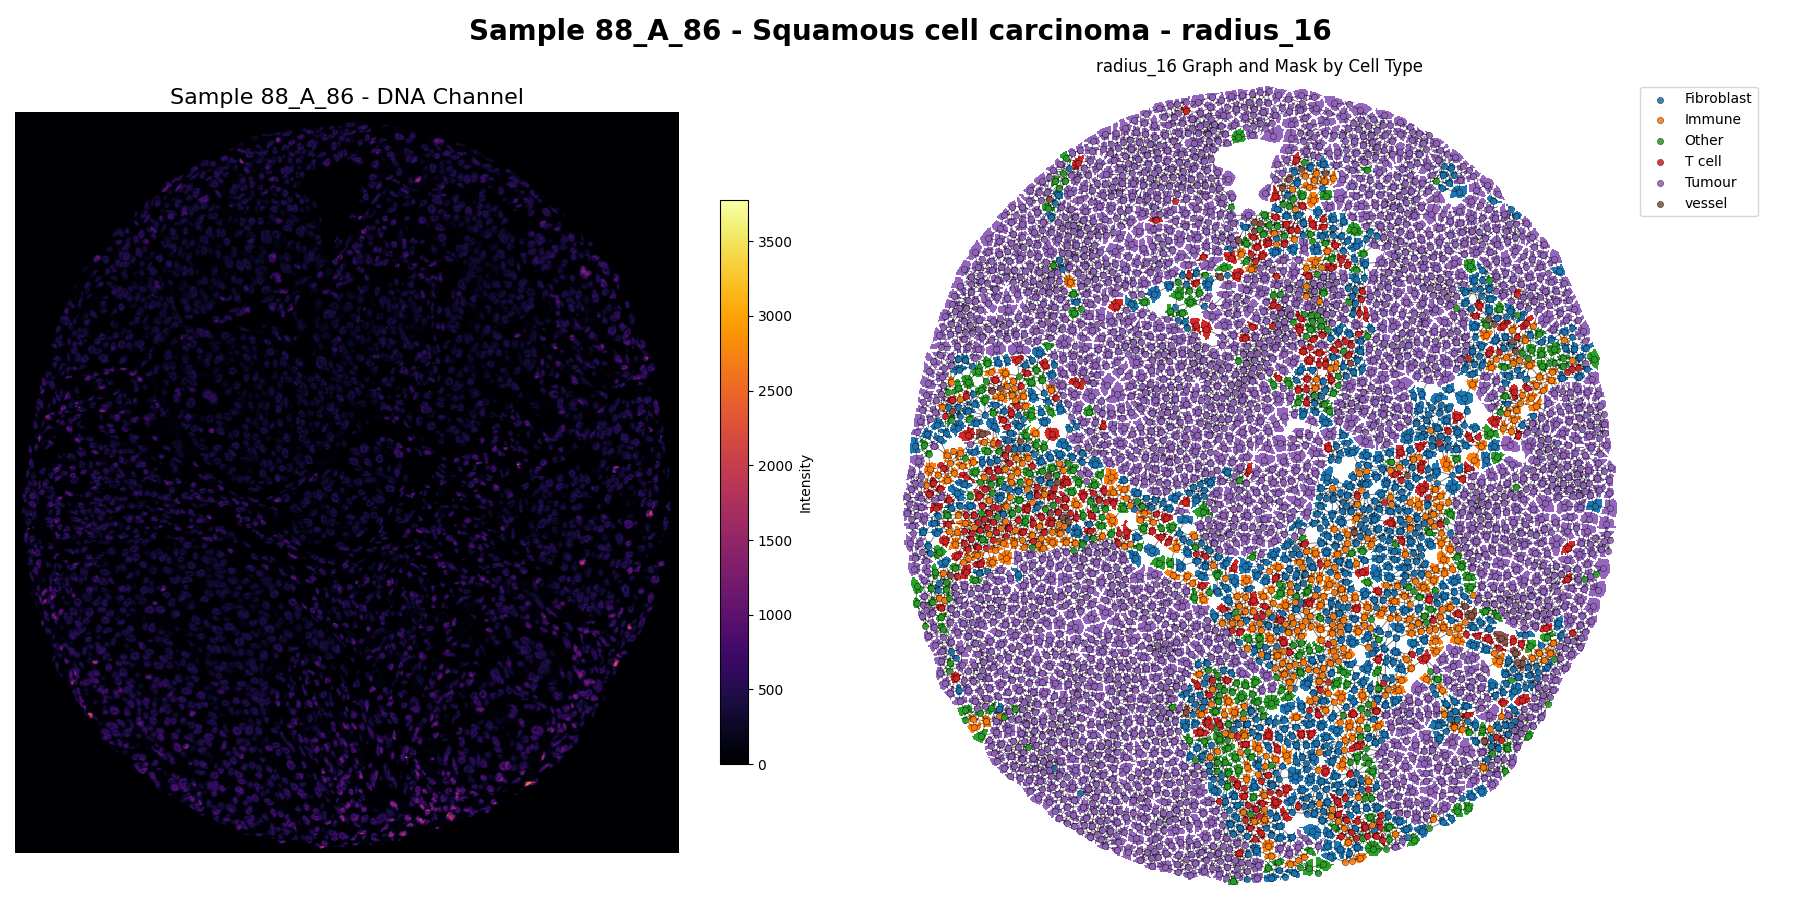 Sample 88_A_86 - Squamous cell carcinoma - radius_16
Sample 88_A_86 - DNA Channel
3500
3000
2500
2000
1500
1000
500
0
Intensity
radius_16 Graph and Mask by Cell Type
Fibroblast
Immune
Other
T cell
Tumour
vessel